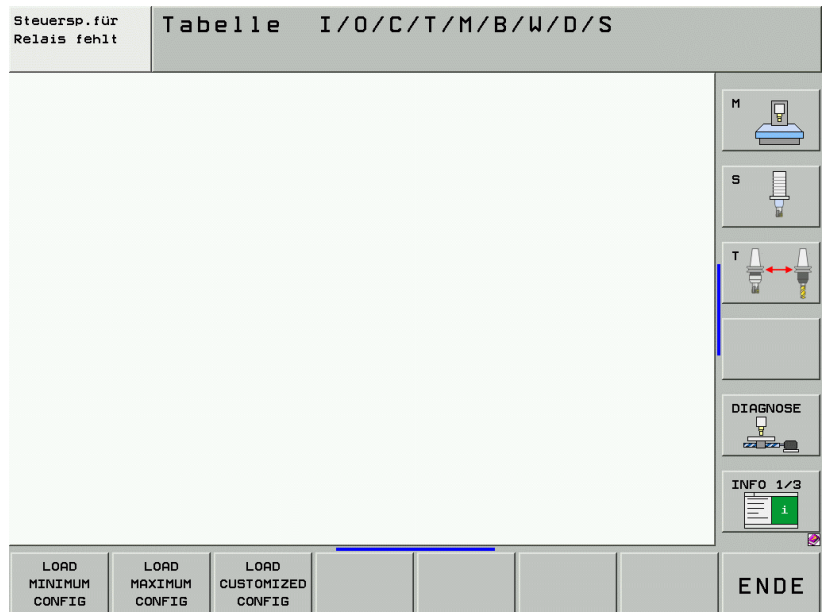 Steuersp.für
Relais fehlt
Tabelle I/O/C/T/M/B/W/D/S
M
S
T
DIAGNOSE
INFO 1/3
i
LOAD
MINIMUM
CONFIG
LOAD
MAXIMUM
CONFIG
LOAD
CUSTOMIZED
CONFIG
ENDE